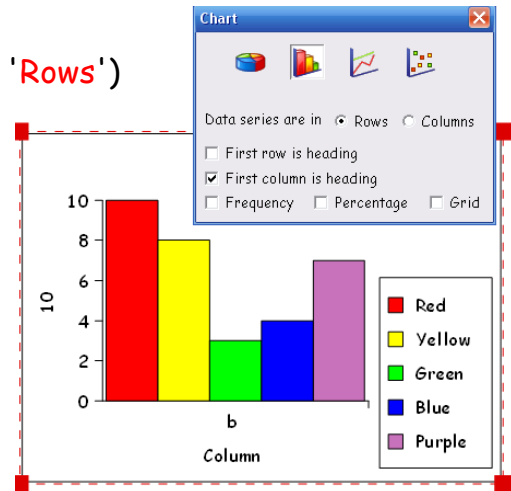 Chart
'Rows')
Data series are in Rows Columns
First row is heading
First column is heading
Frequency Percentage Grid
10
8
6
4
2
0
10
b
Column
Red
Yellow
Green
Blue
Purple